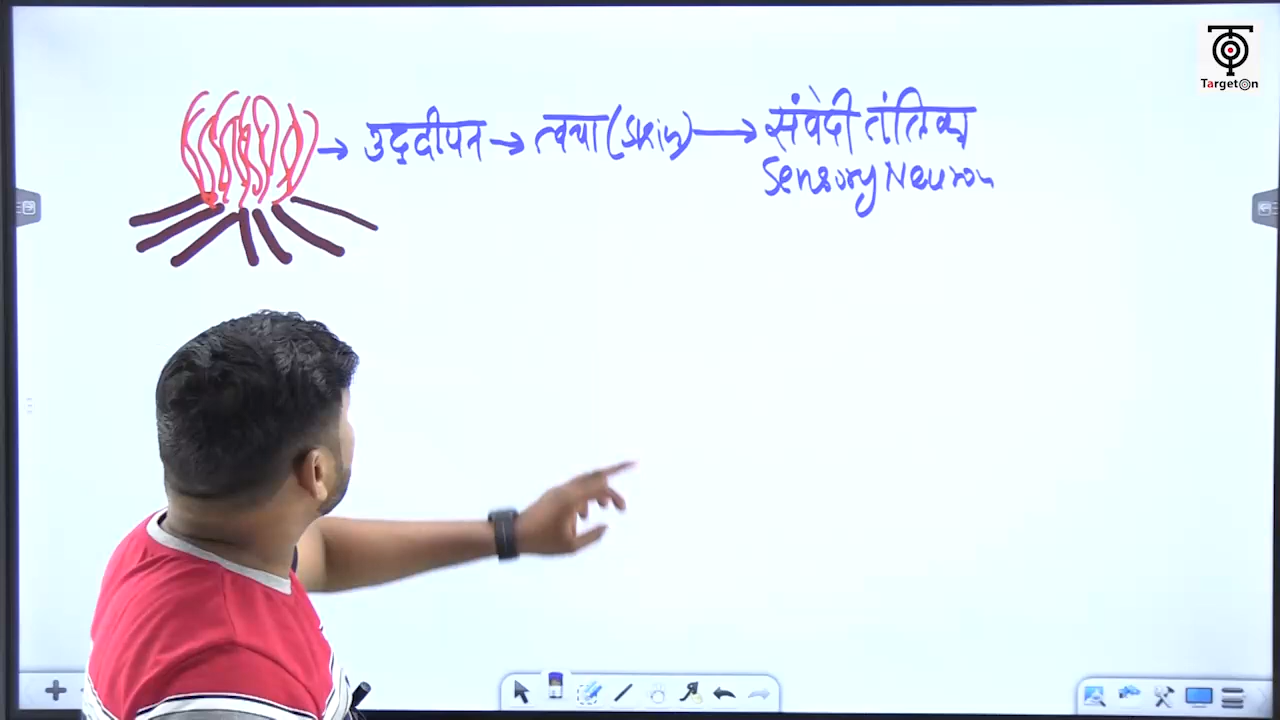 TargetOn
→ उद्दीपन → त्वचा (Skin) → संवेदी तंत्रिका
Sensory Neuron